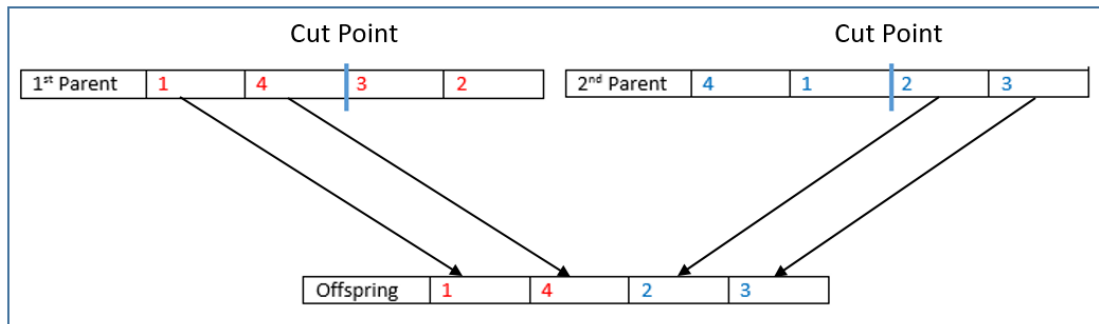 Cut Point Cut Point
1st Parent 1 4 3 2 2nd Parent 4 1 2 3
Offspring 1 4 2 3